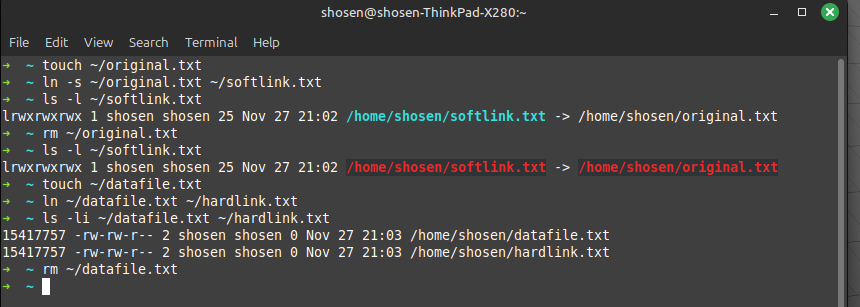 shosen@shosen-ThinkPad-X280:~
File Edit View Search Terminal Help
➜ ~ touch ~/original.txt
➜ ~ ln -s ~/original.txt ~/softlink.txt
➜ ~ ls -l ~/softlink.txt
lrwxrwxrwx 1 shosen shosen 25 Nov 27 21:02 /home/shosen/softlink.txt -> /home/shosen/original.txt
➜ ~ rm ~/original.txt
➜ ~ ls -l ~/softlink.txt
lrwxrwxrwx 1 shosen shosen 25 Nov 27 21:02 /home/shosen/softlink.txt -> /home/shosen/original.txt
➜ ~ touch ~/datafile.txt
➜ ~ ln ~/datafile.txt ~/hardlink.txt
➜ ~ ls -li ~/datafile.txt ~/hardlink.txt
15417757 -rw-rw-r-- 2 shosen shosen 0 Nov 27 21:03 /home/shosen/datafile.txt
15417757 -rw-rw-r-- 2 shosen shosen 0 Nov 27 21:03 /home/shosen/hardlink.txt
➜ ~ rm ~/datafile.txt
➜ ~